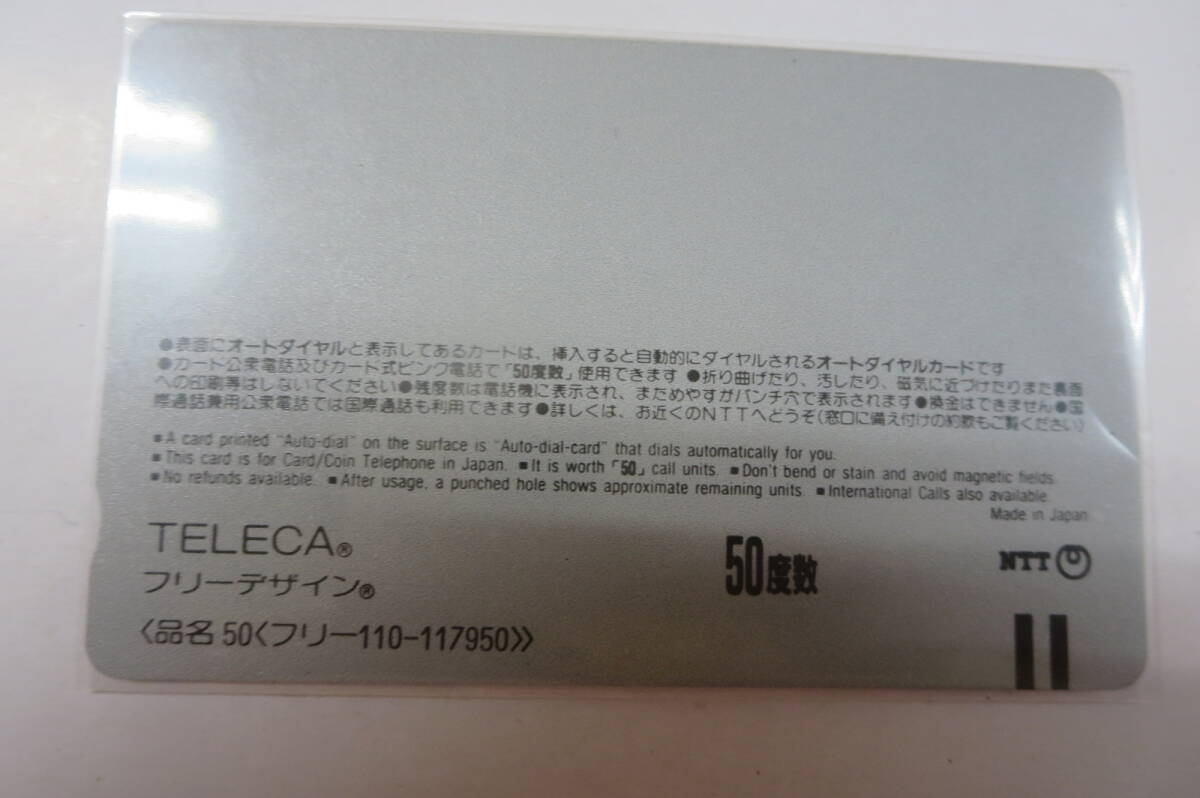 ●表面にオートダイヤルと表示してあるカードは、挿入すると自動的にダイヤルされるオートダイヤルカードです
●カード公衆電話及びカード式ピンク電話で「50度数」使用できます ●折り曲げたり、汚したり、磁気に近づけたりまた裏面
への印刷等はしないでください●残度数は電話機に表示され、まためやすがパンチ穴で表示されます●換金はできません●国
際通話兼用公衆電話では国際通話も利用できます●詳しくは、お近くのNTTへどうぞ(窓口に備え付けの約款もご覧ください)
■A card printed "Auto-dial" on the surface is "Auto-dial-card" that dials automatically for you.
■This card is for Card/Coin Telephone in Japan. ■It is worth「50」call units. ■Don't bend or stain and avoid magnetic fields.
■No refunds available. ■After usage, a punched hole shows approximate remaining units. ■International Calls also available.
Made in Japan
TELECA®
フリーデザイン®
50度数
NTT
〈品名 50〈フリー110-117950〉〉